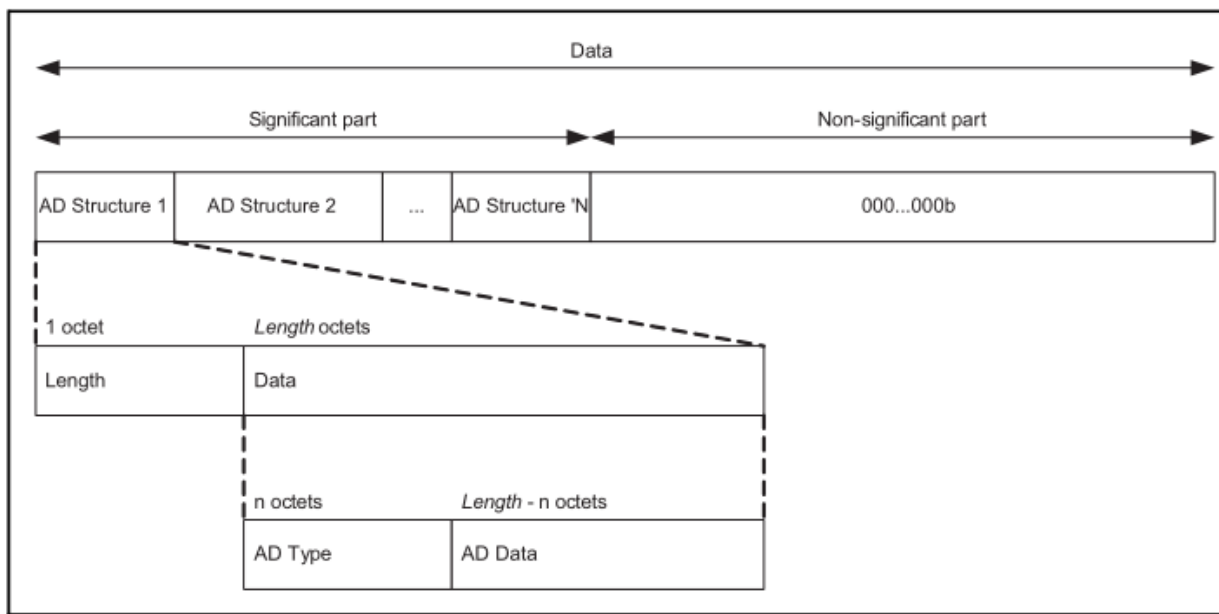 Data
Significant part
Non-significant part
AD Structure 1
AD Structure 2
...
AD Structure 'N
000...000b
1 octet
Length octets
Length
Data
n octets
Length - n octets
AD Type
AD Data